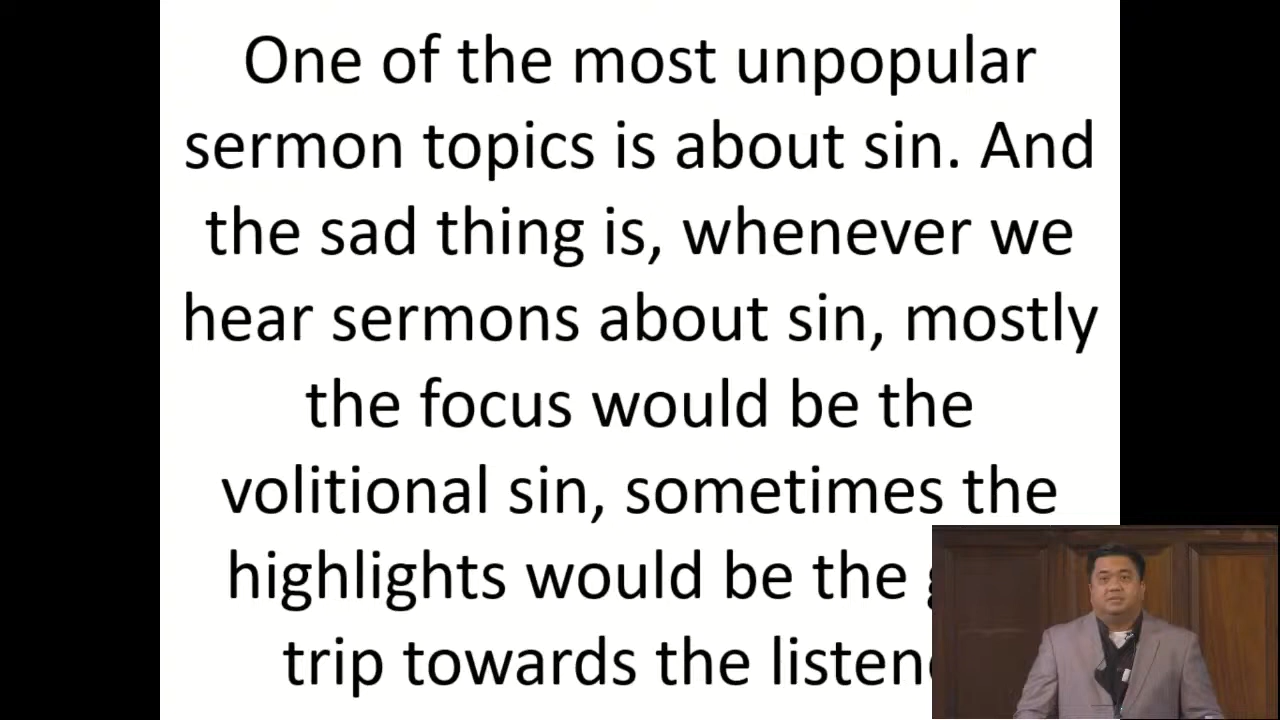 One of the most unpopular
sermon topics is about sin. And
the sad thing is, whenever we
hear sermons about sin, mostly
the focus would be the
volitional sin, sometimes the
highlights would be the
trip towards the